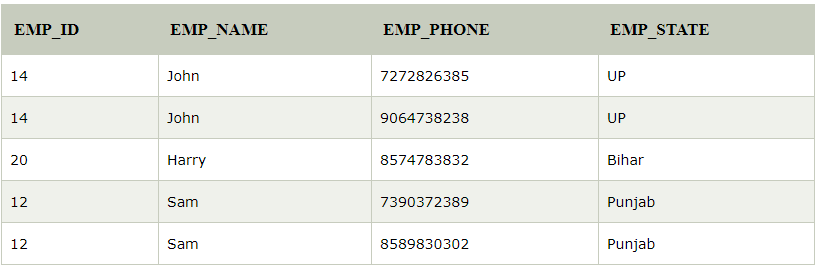 EMP_ID EMP_NAME EMP_PHONE EMP_STATE
14 John 7272826385 UP
14 John 9064738238 UP
20 Harry 8574783832 Bihar
12 Sam 7390372389 Punjab
12 Sam 8589830302 Punjab